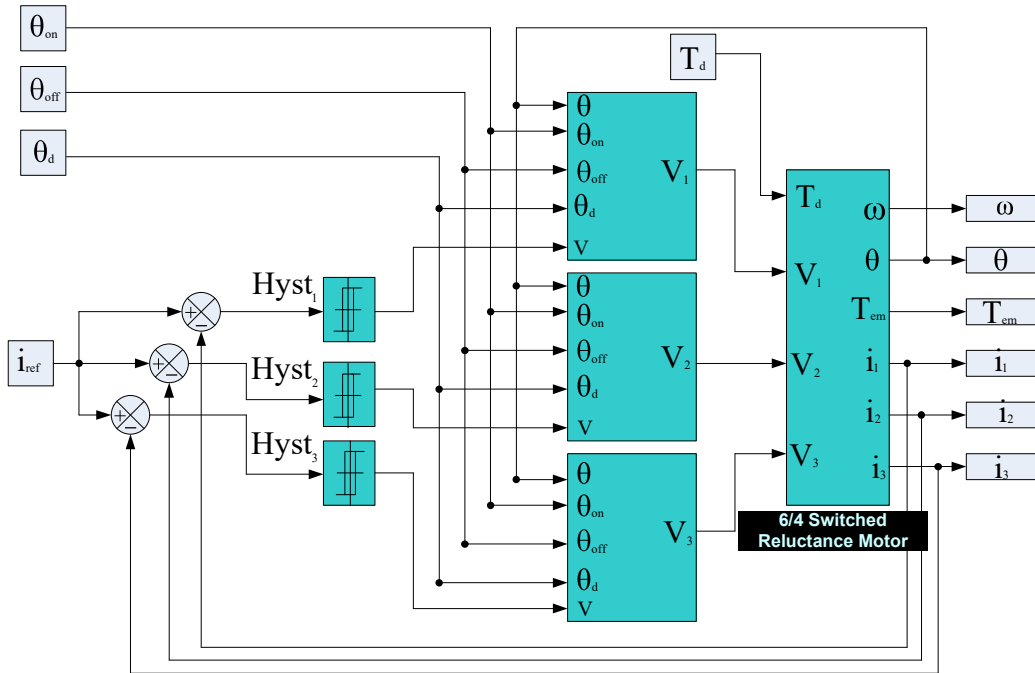 θon
θoff
θd
iref
+
−
+
−
+
−
Hyst1
Hyst2
Hyst3
θ
θon
θoff
θd
V
V1
θ
θon
θoff
θd
V
V2
θ
θon
θoff
θd
V
V3
Td
Td
V1
V2
V3
ω
θ
Tem
i1
i2
i3
6/4 Switched
Reluctance Motor
ω
θ
Tem
i1
i2
i3